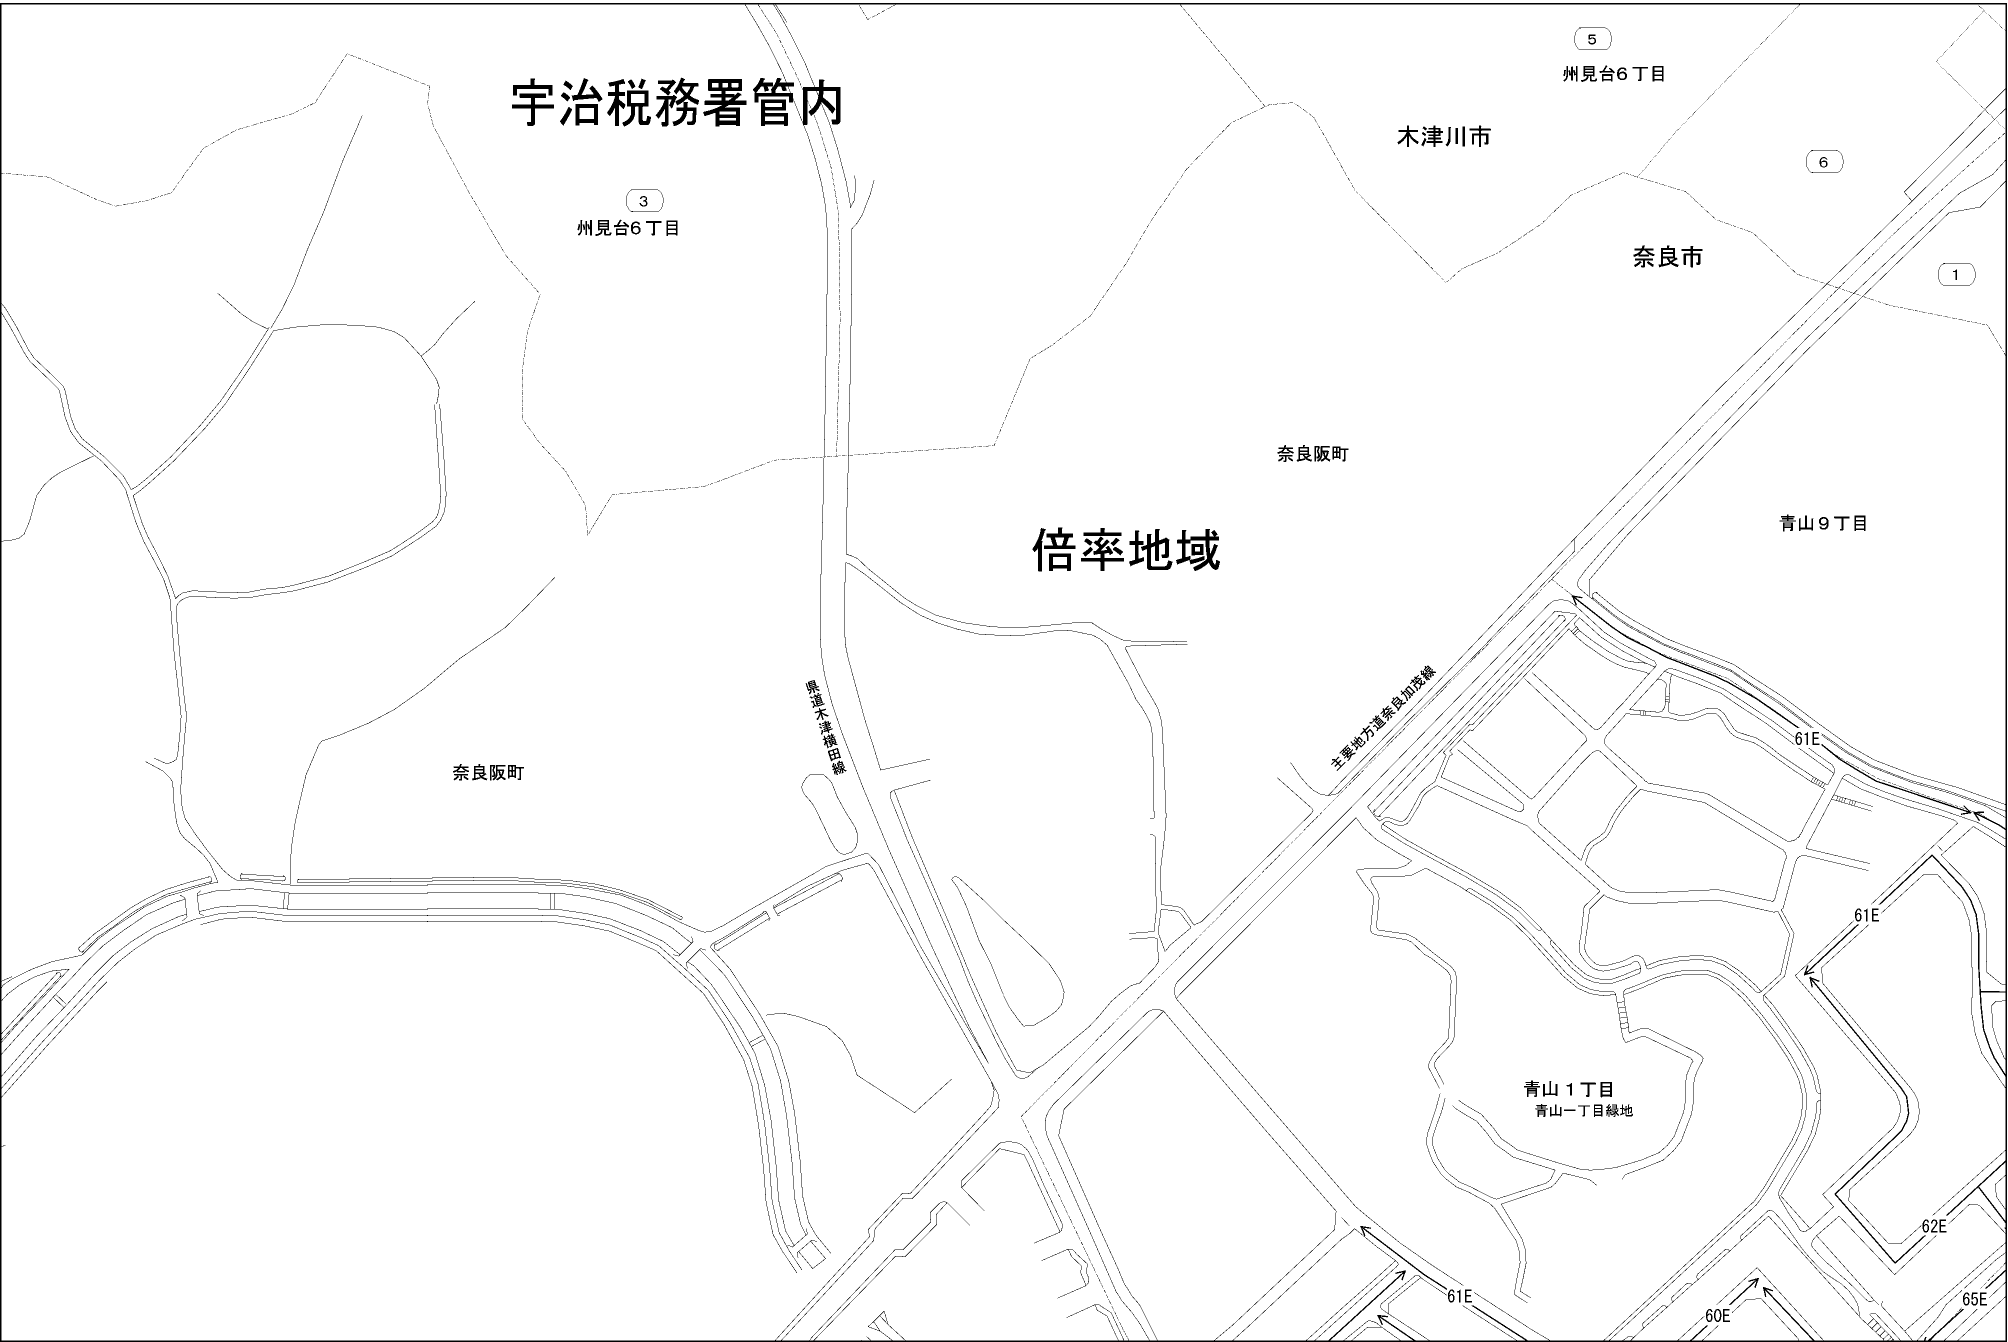 5
州見台6丁目
宇治税務署管内
木津川市
6
3
州見台6丁目
奈良市
1
奈良阪町
青山9丁目
倍率地域
主要地方道奈良加茂線
県道木津横田線
61E
奈良阪町
61E
青山1丁目
青山一丁目緑地
62E
61E
65E
60E